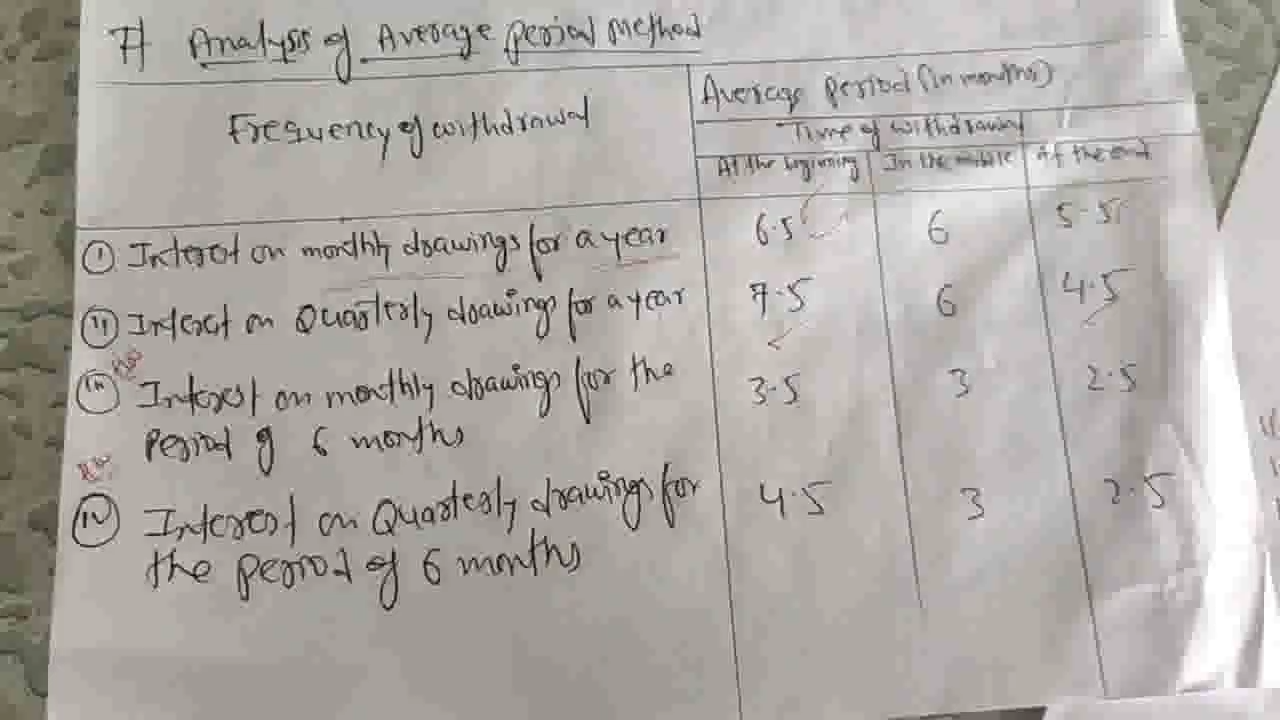 7) Analysis of Average period Method
Frequency of withdrawal
Average period (in months)
Time of withdrawal
At the beginning In the middle At the end
(i) Interest on monthly drawings for a year 6.5 6 5.5
(ii) Interest on Quarterly drawings for a year 7.5 6 4.5
(iii) Interest on monthly drawings for the 3.5 3 2.5
period of 6 months
(iv) Interest on Quarterly drawings for 4.5 3 2.5
the period of 6 months